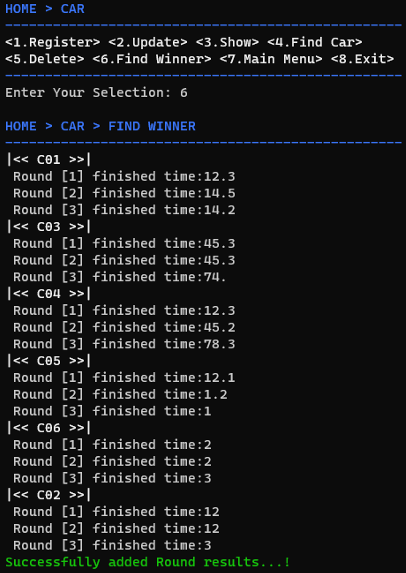 HOME > CAR
<1.Register> <2.Update> <3.Show> <4.Find Car>
<5.Delete> <6.Find Winner> <7.Main Menu> <8.Exit>
Enter Your Selection: 6
HOME > CAR > FIND WINNER
|<< C01 >>|
Round [1] finished time:12.3
Round [2] finished time:14.5
Round [3] finished time:14.2
|<< C03 >>|
Round [1] finished time:45.3
Round [2] finished time:45.3
Round [3] finished time:74.
|<< C04 >>|
Round [1] finished time:12.3
Round [2] finished time:45.2
Round [3] finished time:78.3
|<< C05 >>|
Round [1] finished time:12.1
Round [2] finished time:1.2
Round [3] finished time:1
|<< C06 >>|
Round [1] finished time:2
Round [2] finished time:2
Round [3] finished time:3
|<< C02 >>|
Round [1] finished time:12
Round [2] finished time:12
Round [3] finished time:3
Successfully added Round results...!